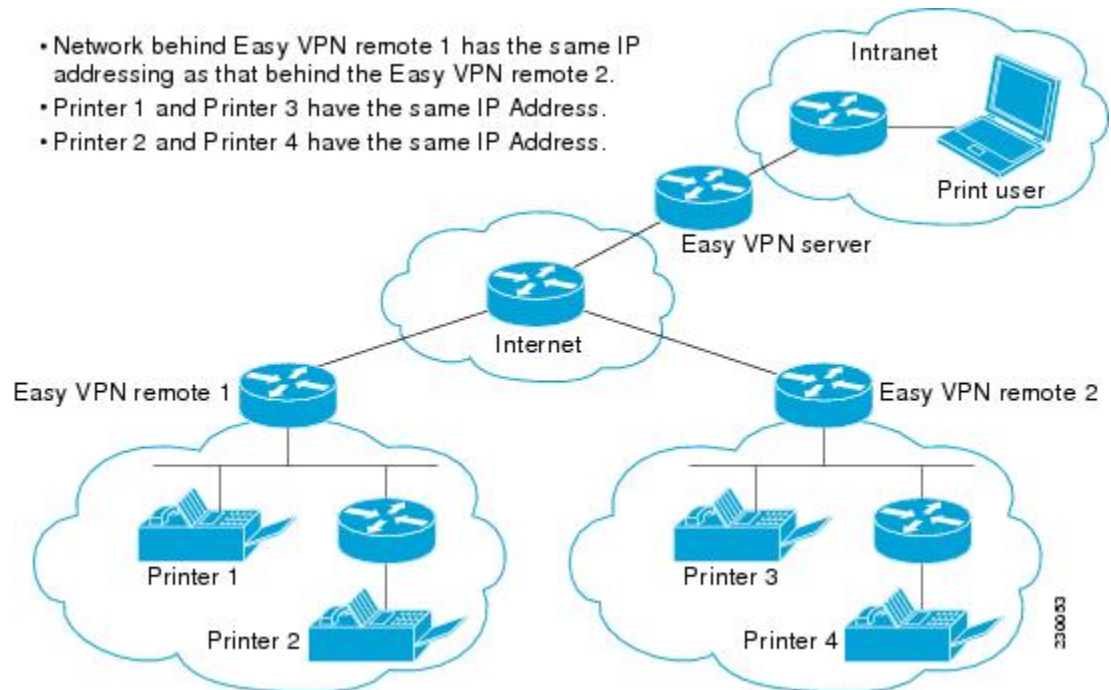 • Network behind Easy VPN remote 1 has the same IP
addressing as that behind the Easy VPN remote 2.
• Printer 1 and Printer 3 have the same IP Address.
• Printer 2 and Printer 4 have the same IP Address.
Intranet
Print user
Easy VPN server
Internet
Easy VPN remote 1
Easy VPN remote 2
Printer 1
Printer 2
Printer 3
Printer 4
230053